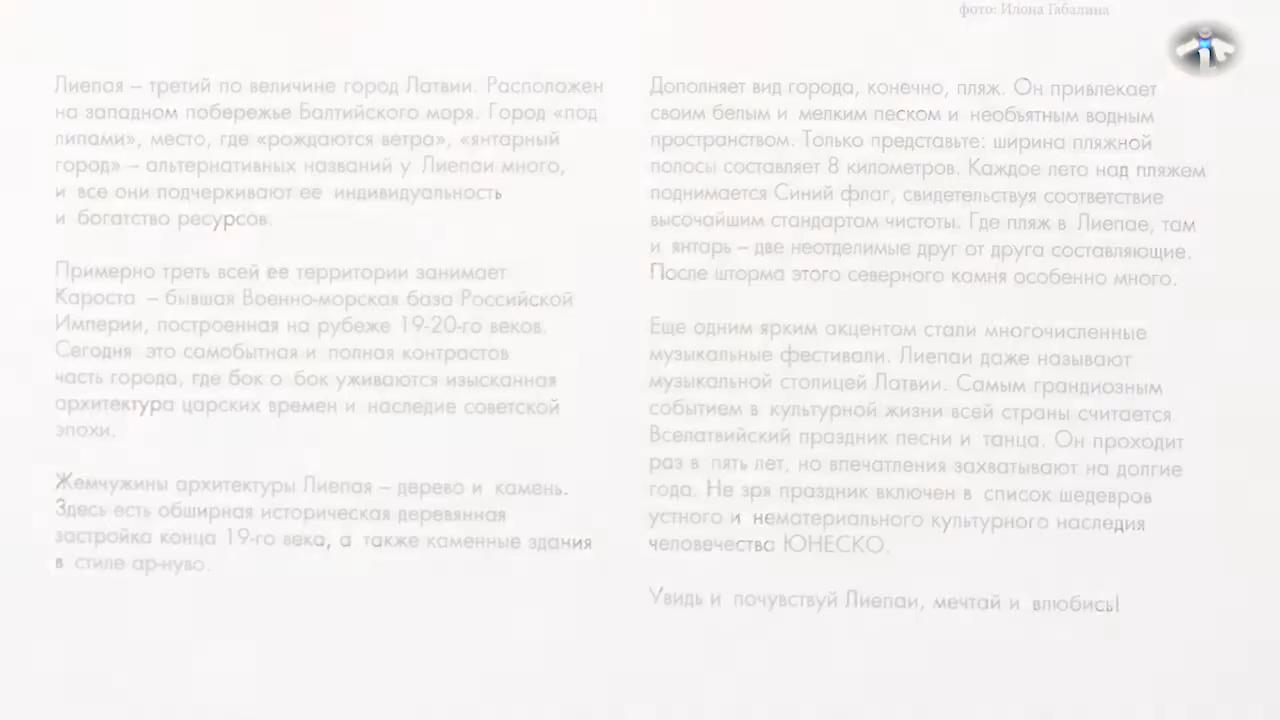 фото: Илона Габалина
Лиепая – третий по величине город Латвии. Расположен
на западном побережье Балтийского моря. Город «под
липами», место, где «рождаются ветра», «янтарный
город» – альтернативных названий у Лиепаи много,
и все они подчеркивают ее индивидуальность
и богатство ресурсов.
Примерно треть всей ее территории занимает
Кароста – бывшая Военно-морская база Российской
Империи, построенная на рубеже 19-20-го веков.
Сегодня это самобытная и полная контрастов
часть города, где бок о бок уживаются изысканная
архитектура царских времен и наследие советской
эпохи.
Жемчужины архитектуры Лиепая – дерево и камень.
Здесь есть обширная историческая деревянная
застройка конца 19-го века, а также каменные здания
в стиле ар-нуво.
Дополняет вид города, конечно, пляж. Он привлекает
своим белым и мелким песком и необъятным водным
пространством. Только представьте: ширина пляжной
полосы составляет 8 километров. Каждое лето над пляжем
поднимается Синий флаг, свидетельствуя соответствие
высочайшим стандартам чистоты. Где пляж в Лиепае, там
и янтарь – две неотделимые друг от друга составляющие.
После шторма этого северного камня особенно много.
Еще одним ярким акцентом стали многочисленные
музыкальные фестивали. Лиепаи даже называют
музыкальной столицей Латвии. Самым грандиозным
событием в культурной жизни всей страны считается
Вселатвийский праздник песни и танца. Он проходит
раз в пять лет, но впечатления захватывают на долгие
года. Не зря праздник включен в список шедевров
устного и нематериального культурного наследия
человечества ЮНЕСКО.
Увидь и почувствуй Лиепаи, мечтай и влюбись!